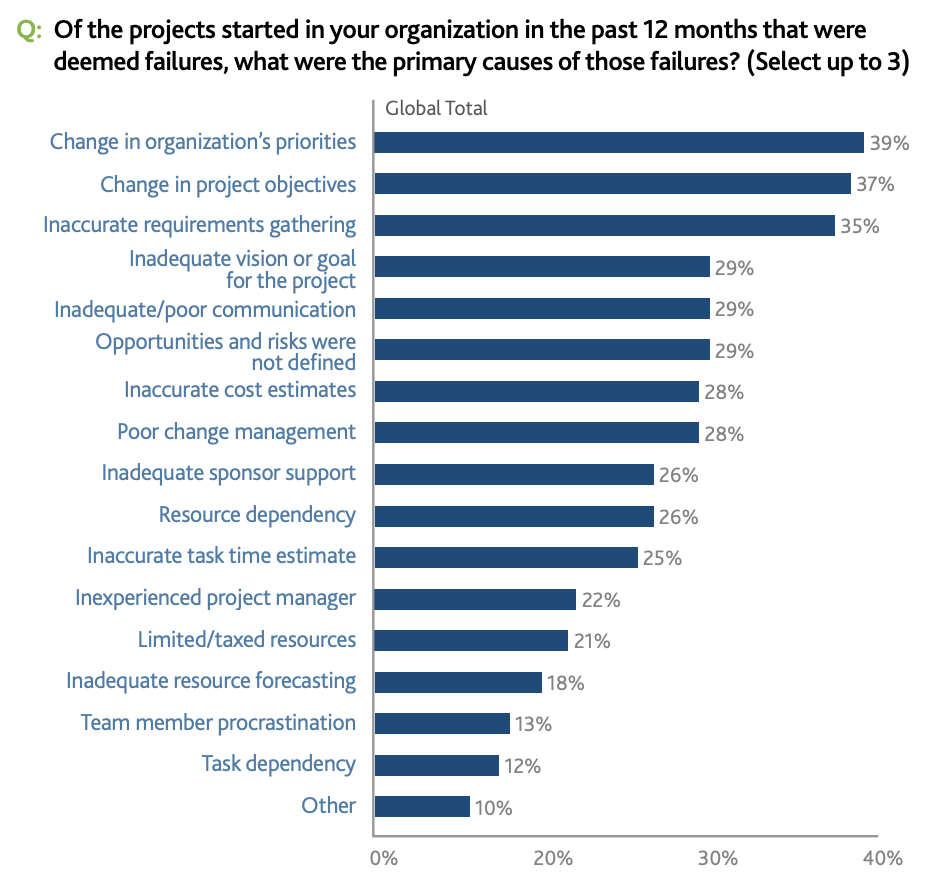 Q: Of the projects started in your organization in the past 12 months that were
deemed failures, what were the primary causes of those failures? (Select up to 3)
Global Total
Change in organization's priorities 39%
Change in project objectives 37%
Inaccurate requirements gathering 35%
Inadequate vision or goal
for the project 29%
Inadequate/poor communication 29%
Opportunities and risks were
not defined 29%
Inaccurate cost estimates 28%
Poor change management 28%
Inadequate sponsor support 26%
Resource dependency 26%
Inaccurate task time estimate 25%
Inexperienced project manager 22%
Limited/taxed resources 21%
Inadequate resource forecasting 18%
Team member procrastination 13%
Task dependency 12%
Other 10%
0% 20% 30% 40%